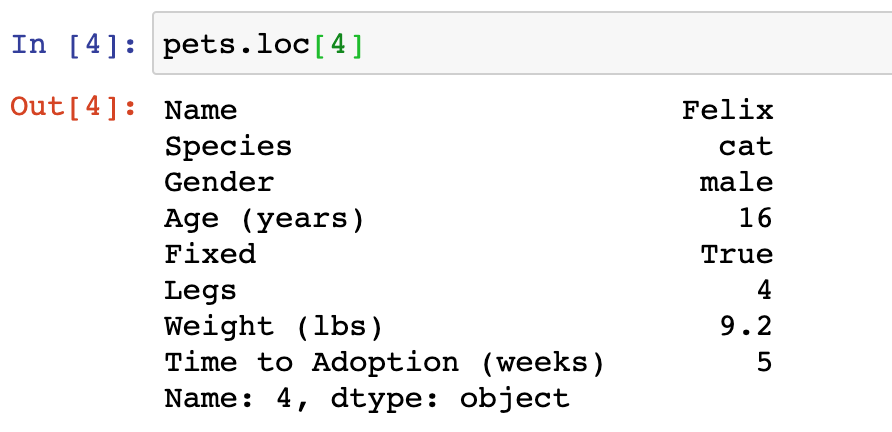 In [4]: pets.loc[4]
Out[4]: Name Felix
Species cat
Gender male
Age (years) 16
Fixed True
Legs 4
Weight (lbs) 9.2
Time to Adoption (weeks) 5
Name: 4, dtype: object